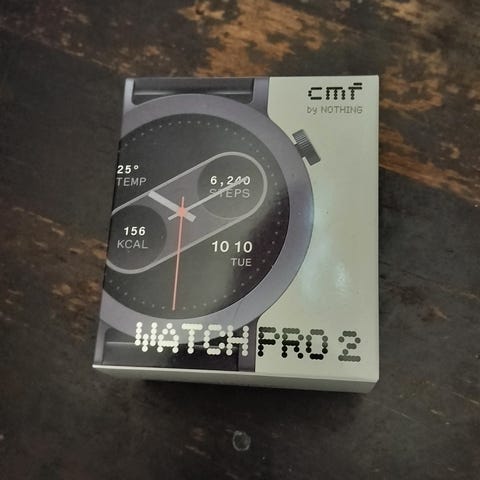 cmf
by NOTHING
25°
TEMP
6,240
STEPS
156
KCAL
10 10
TUE
WATCH PRO 2